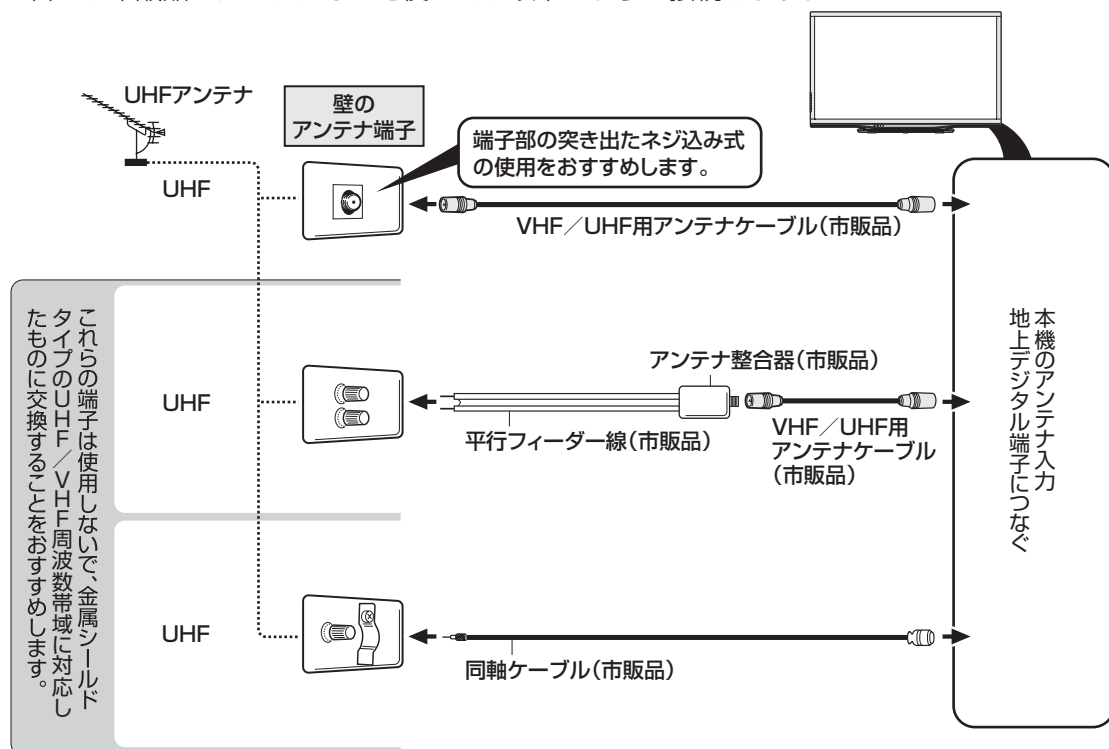 UHFアンテナ
壁の
アンテナ端子
端子部の突き出たネジ込み式
の使用をおすすめします。
UHF
VHF／UHF用アンテナケーブル（市販品）
これらの端子は使用しないで、金属シールド
タイプのUHF／VHF周波数帯域に対応し
たものに交換することをおすすめします。
UHF
アンテナ整合器（市販品）
平行フィーダー線（市販品）
VHF／UHF用
アンテナケーブル
（市販品）
UHF
同軸ケーブル（市販品）
本機のアンテナ入力
地上デジタル端子につなぐ